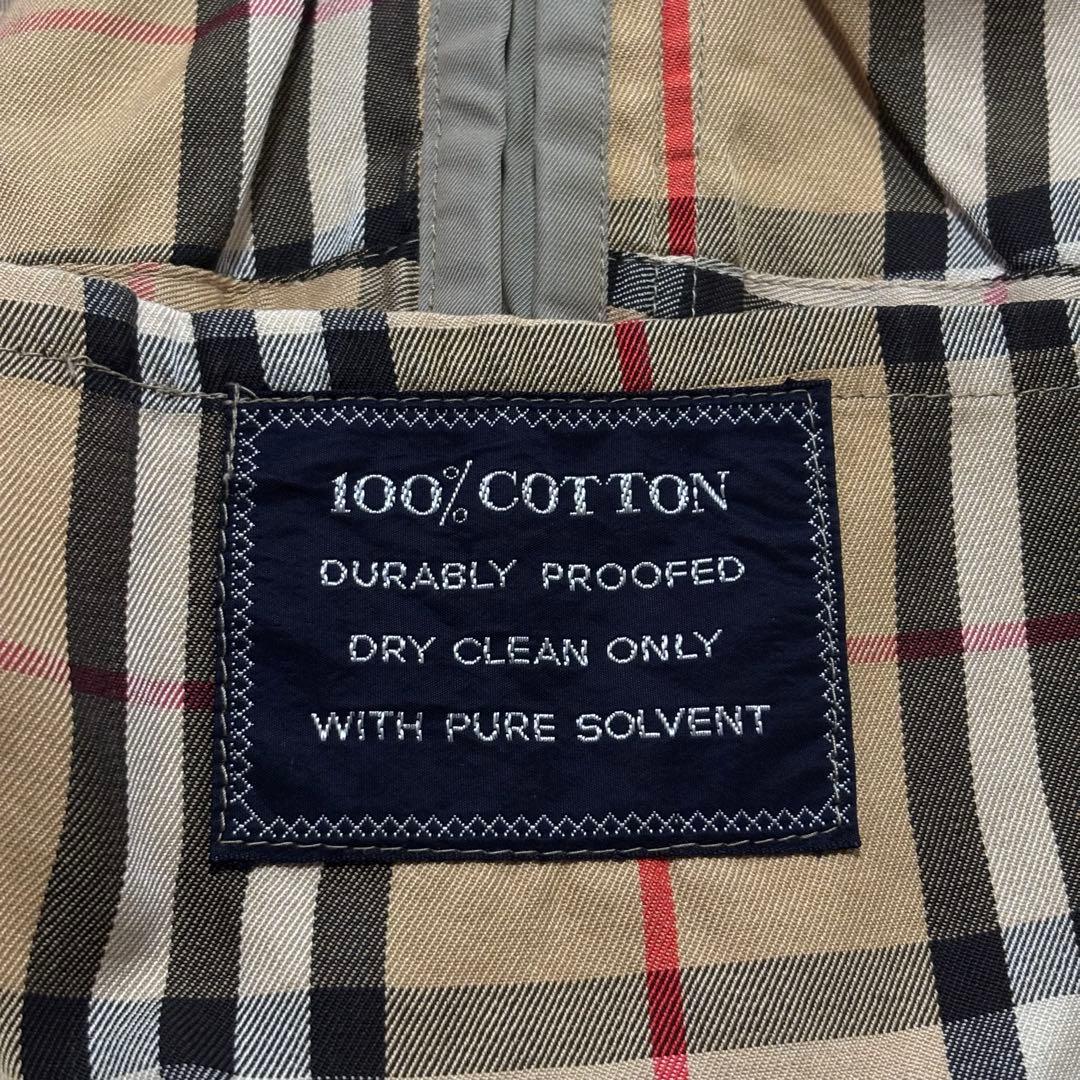 100% COTTON
DURABLY PROOFED
DRY CLEAN ONLY
WITH PURE SOLVENT